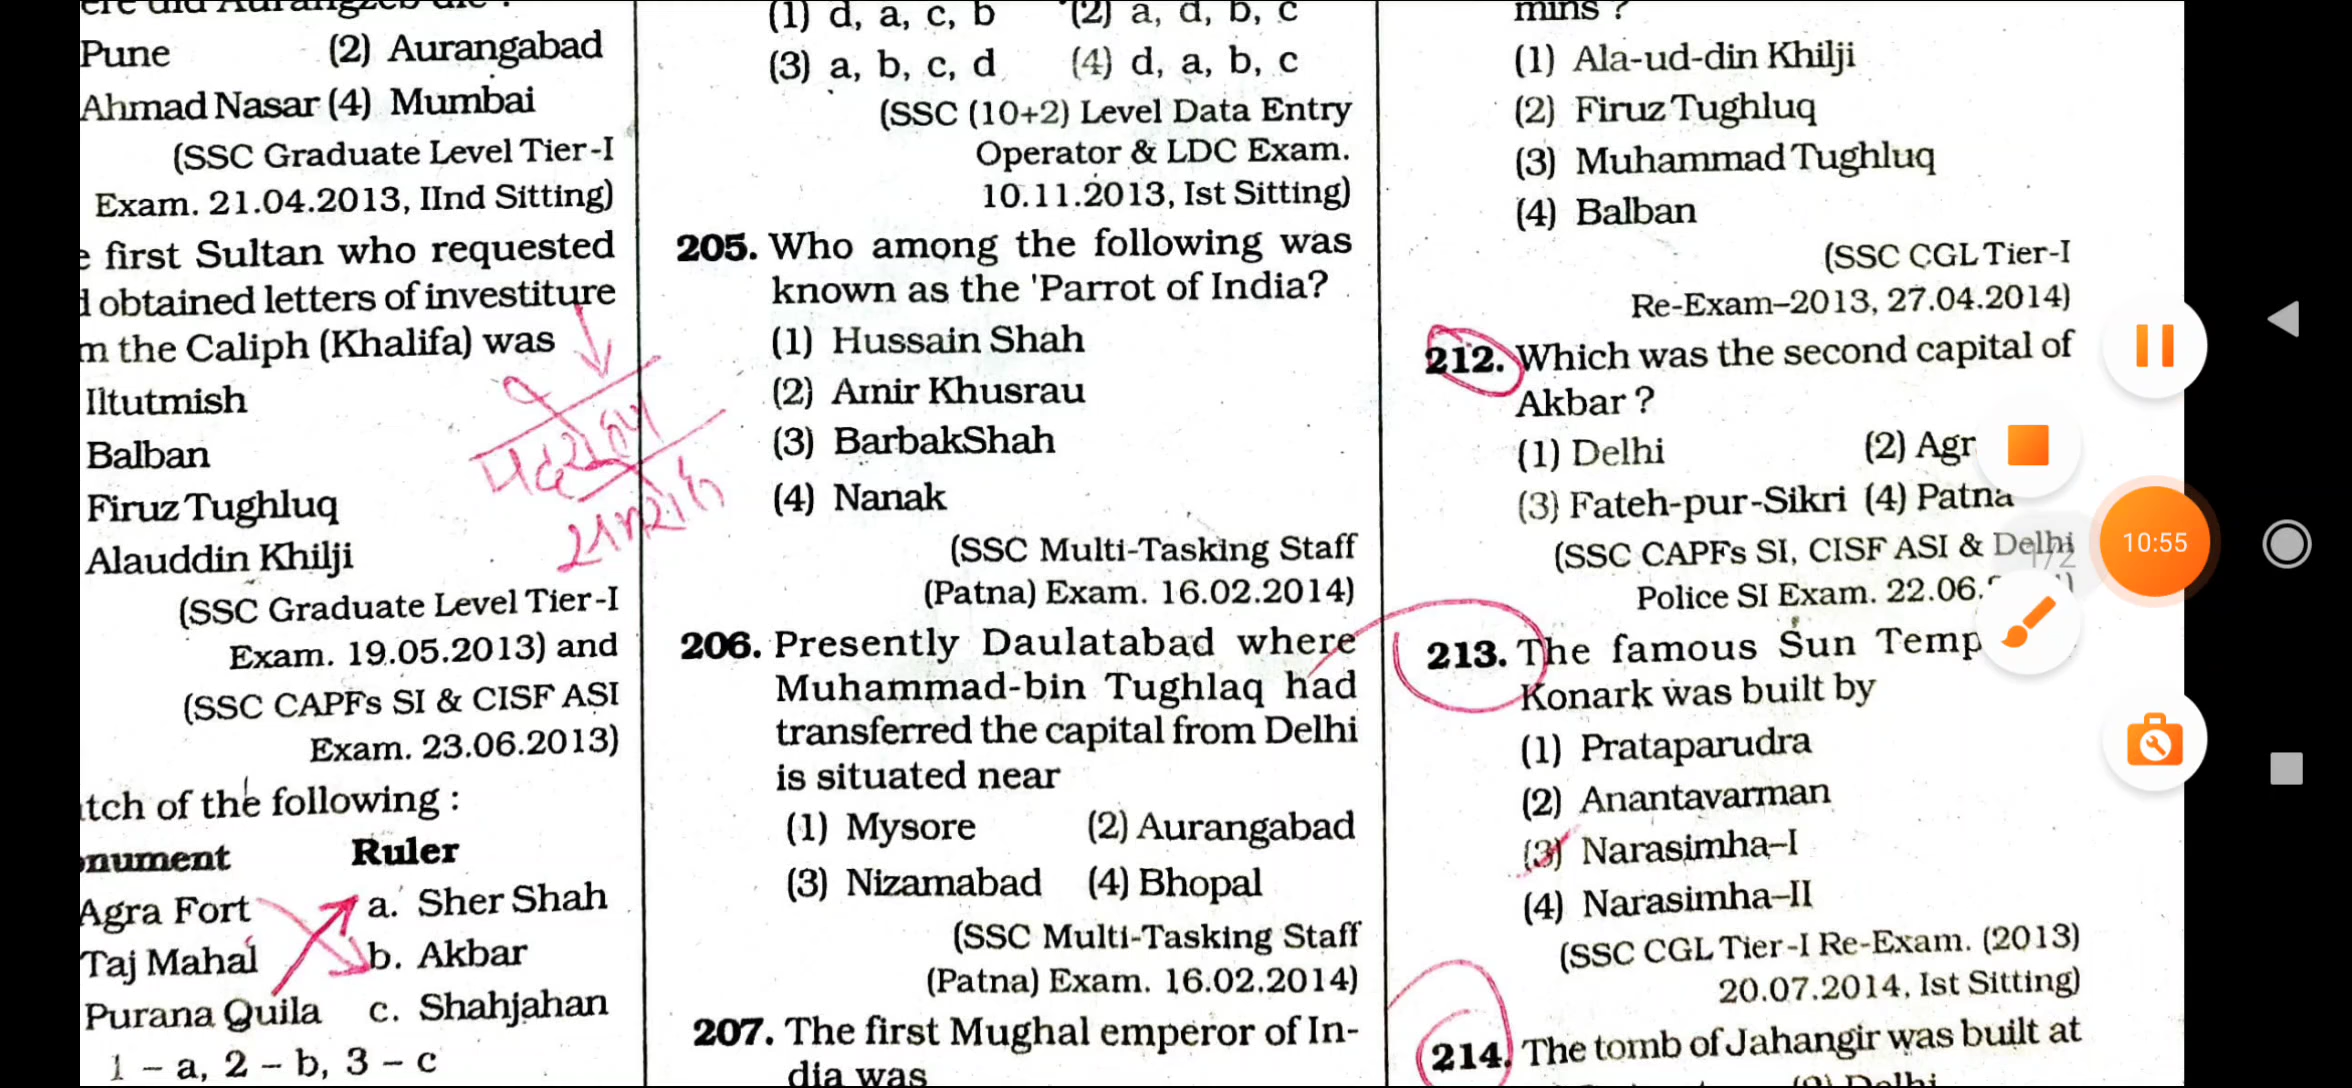 Pune (2) Aurangabad
Ahmad Nasar (4) Mumbai
(SSC Graduate Level Tier-I
Exam. 21.04.2013, IInd Sitting)
first Sultan who requested
obtained letters of investiture
the Caliph (Khalifa) was
Iltutmish
Balban
Firuz Tughluq
Alauddin Khilji
(SSC Graduate Level Tier-I
Exam. 19.05.2013) and
(SSC CAPFs SI & CISF ASI
Exam. 23.06.2013)
tch of the following :
nument Ruler
Agra Fort a. Sher Shah
Taj Mahal b. Akbar
Purana Quila c. Shahjahan
1 – a, 2 – b, 3 – c
(1) d, a, c, b (2) a, d, b, c
(3) a, b, c, d (4) d, a, b, c
(SSC (10+2) Level Data Entry
Operator & LDC Exam.
10.11.2013, Ist Sitting)
205. Who among the following was
known as the 'Parrot of India?
(1) Hussain Shah
(2) Amir Khusrau
(3) BarbakShah
(4) Nanak
(SSC Multi-Tasking Staff
(Patna) Exam. 16.02.2014)
206. Presently Daulatabad where
Muhammad-bin Tughlaq had
transferred the capital from Delhi
is situated near
(1) Mysore (2) Aurangabad
(3) Nizamabad (4) Bhopal
(SSC Multi-Tasking Staff
(Patna) Exam. 16.02.2014)
207. The first Mughal emperor of In-
dia was
mins ?
(1) Ala-ud-din Khilji
(2) Firuz Tughluq
(3) Muhammad Tughluq
(4) Balban
(SSC CGL Tier-I
Re-Exam–2013, 27.04.2014)
212. Which was the second capital of
Akbar ?
(1) Delhi (2) Agr
(3) Fateh-pur-Sikri (4) Patna
(SSC CAPFs SI, CISF ASI & Delhi
Police SI Exam. 22.06.
213. The famous Sun Temp
Konark was built by
(1) Prataparudra
(2) Anantavarman
(3) Narasimha–I
(4) Narasimha–II
(SSC CGL Tier-I Re-Exam. (2013)
20.07.2014, Ist Sitting)
214. The tomb of Jahangir was built at
(2) Delhi
10:55